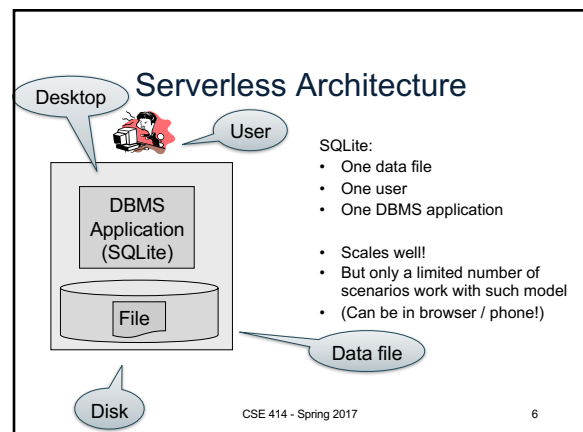 Serverless Architecture
Desktop
User
DBMS
Application
(SQLite)
File
Disk
Data file
SQLite:
• One data file
• One user
• One DBMS application
• Scales well!
• But only a limited number of
scenarios work with such model
• (Can be in browser / phone!)
CSE 414 - Spring 2017
6